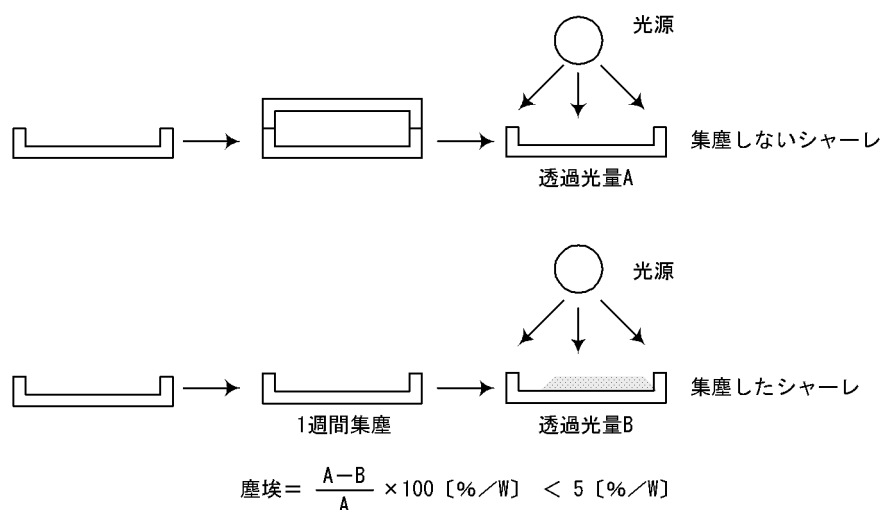 光源
集塵しないシャーレ
透過光量A
光源
集塵したシャーレ
1週間集塵
透過光量B
塵埃= A-B/A ×100〔%/W〕 < 5〔%/W〕